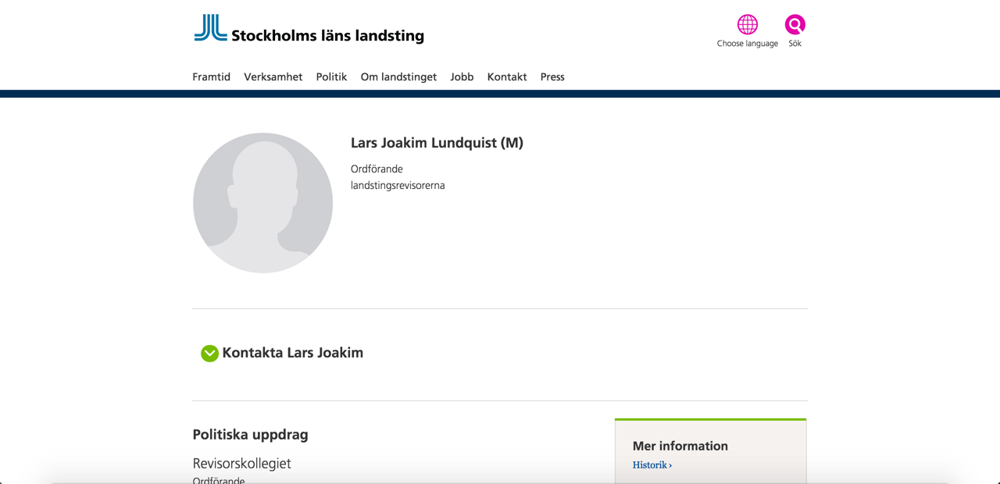 Stockholms läns landsting
Choose language
Sök
Framtid Verksamhet Politik Om landstinget Jobb Kontakt Press
Lars Joakim Lundquist (M)
Ordförande
landstingsrevisorerna
Kontakta Lars Joakim
Politiska uppdrag
Revisorskollegiet
Ordförande
Mer information
Historik ›